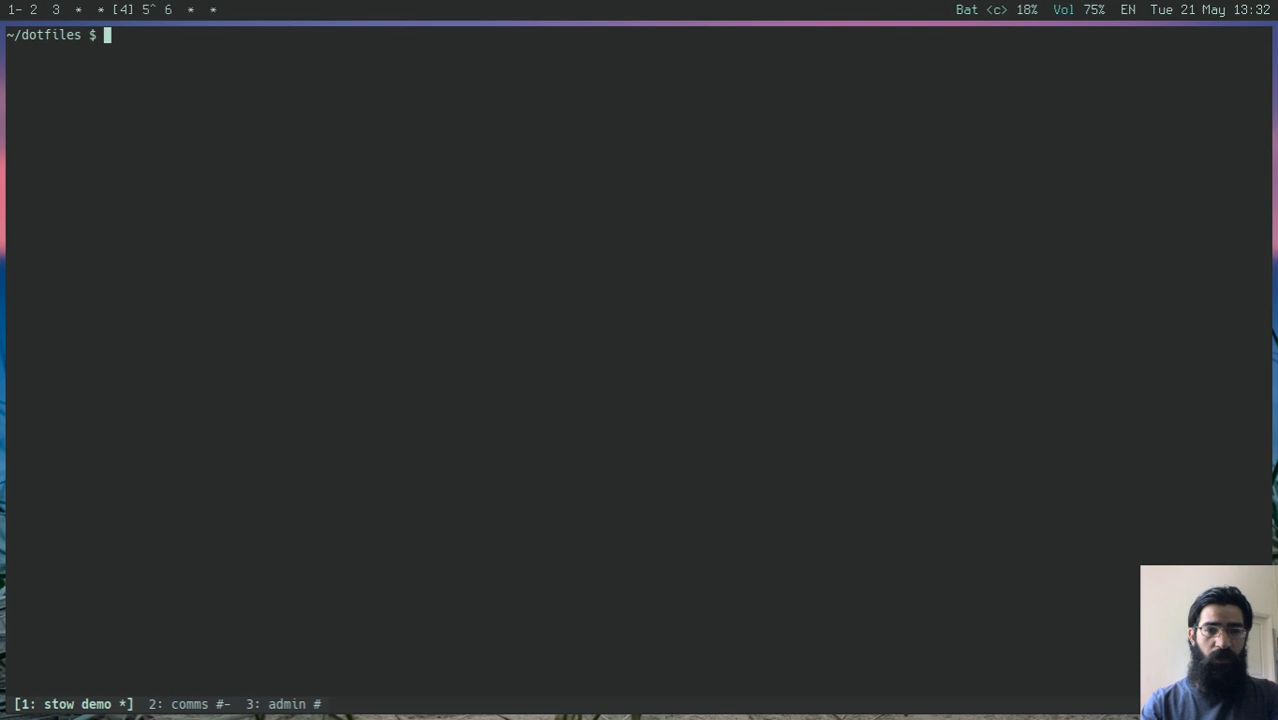 1- 2  3  *  * [4] 5^ 6  *  *  Bat <c> 18%  Vol 75%  EN  Tue 21 May 13:32
~/dotfiles $
[1: stow demo *]  2: comms #-  3: admin #